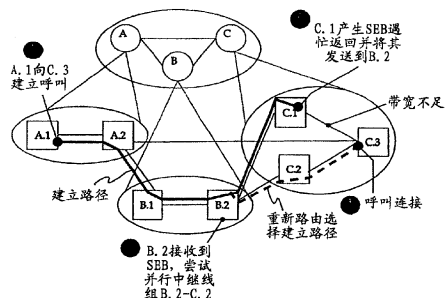 C.1产生SEB遇
忙返回并将其
发送到B.2
A
C
B
A.1向C.3
建立呼叫
带宽不足
C.1
A.1
A.2
C.3
C.2
建立路径
B.1
B.2
呼叫连接
重新路由选
择建立路径
B.2接收到
SEB，尝试
并行中继线
组B.2-C.2